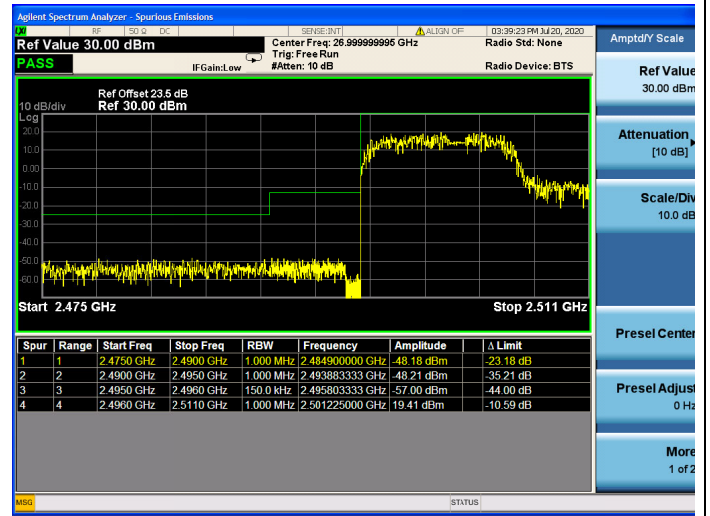 Agilent Spectrum Analyzer - Spurious Emissions
LXI RF 50 Ω DC SENSE:INT ALIGN OFF 03:39:23 PM Jul 20, 2020
Ref Value 30.00 dBm Center Freq: 26.999999995 GHz Radio Std: None
Trig: Free Run
PASS IFGain:Low #Atten: 10 dB Radio Device: BTS
Ref Offset 23.5 dB
10 dB/div Ref 30.00 dBm
Log
20.0
10.0
0.00
-10.0
-20.0
-30.0
-40.0
-50.0
-60.0
Start 2.475 GHz Stop 2.511 GHz
Spur Range Start Freq Stop Freq RBW Frequency Amplitude Δ Limit
1 1 2.4750 GHz 2.4900 GHz 1.000 MHz 2.484900000 GHz -48.18 dBm -23.18 dB
2 2 2.4900 GHz 2.4950 GHz 1.000 MHz 2.493883333 GHz -48.21 dBm -35.21 dB
3 3 2.4950 GHz 2.4960 GHz 150.0 kHz 2.495803333 GHz -57.00 dBm -44.00 dB
4 4 2.4960 GHz 2.5110 GHz 1.000 MHz 2.501225000 GHz 19.41 dBm -10.59 dB
MSG STATUS
Amptd/Y Scale
Ref Value
30.00 dBm
Attenuation
[10 dB]
Scale/Div
10.0 dB
Presel Center
Presel Adjust
0 Hz
More
1 of 2